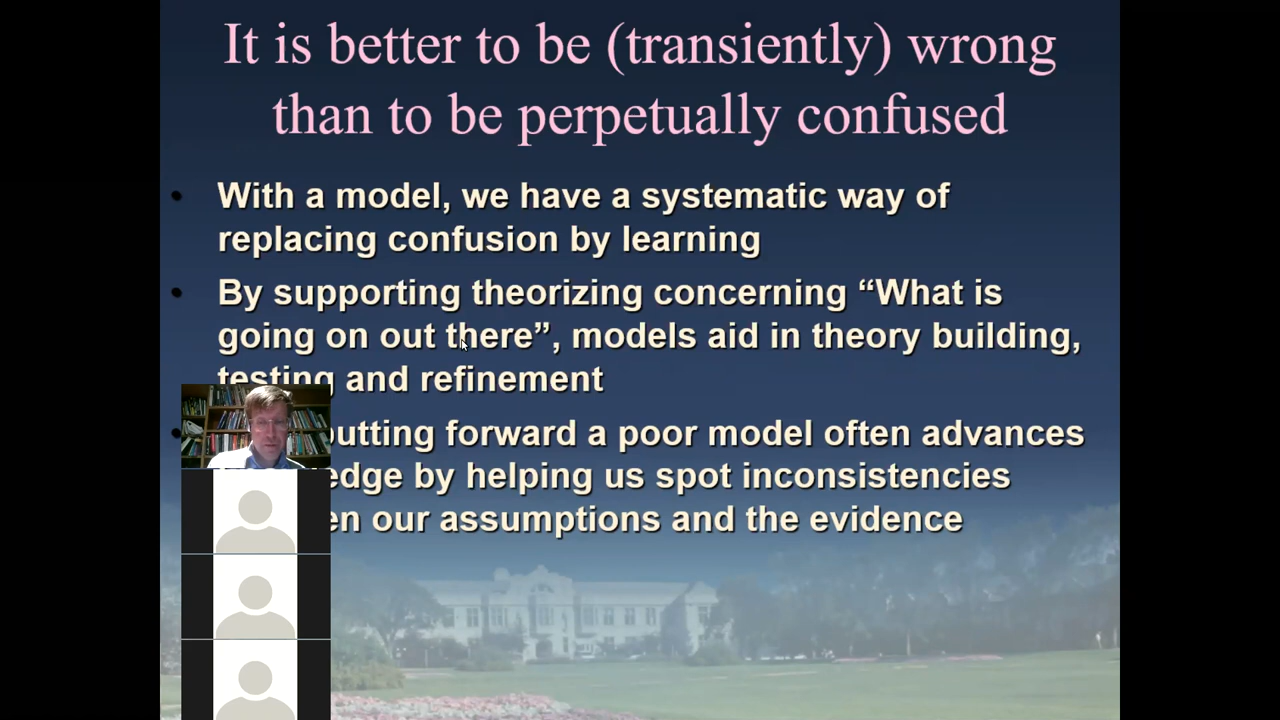 It is better to be (transiently) wrong
than to be perpetually confused
• With a model, we have a systematic way of
replacing confusion by learning
• By supporting theorizing concerning “What is
going on out there”, models aid in theory building,
testing and refinement
putting forward a poor model often advances
by helping us spot inconsistencies
our assumptions and the evidence